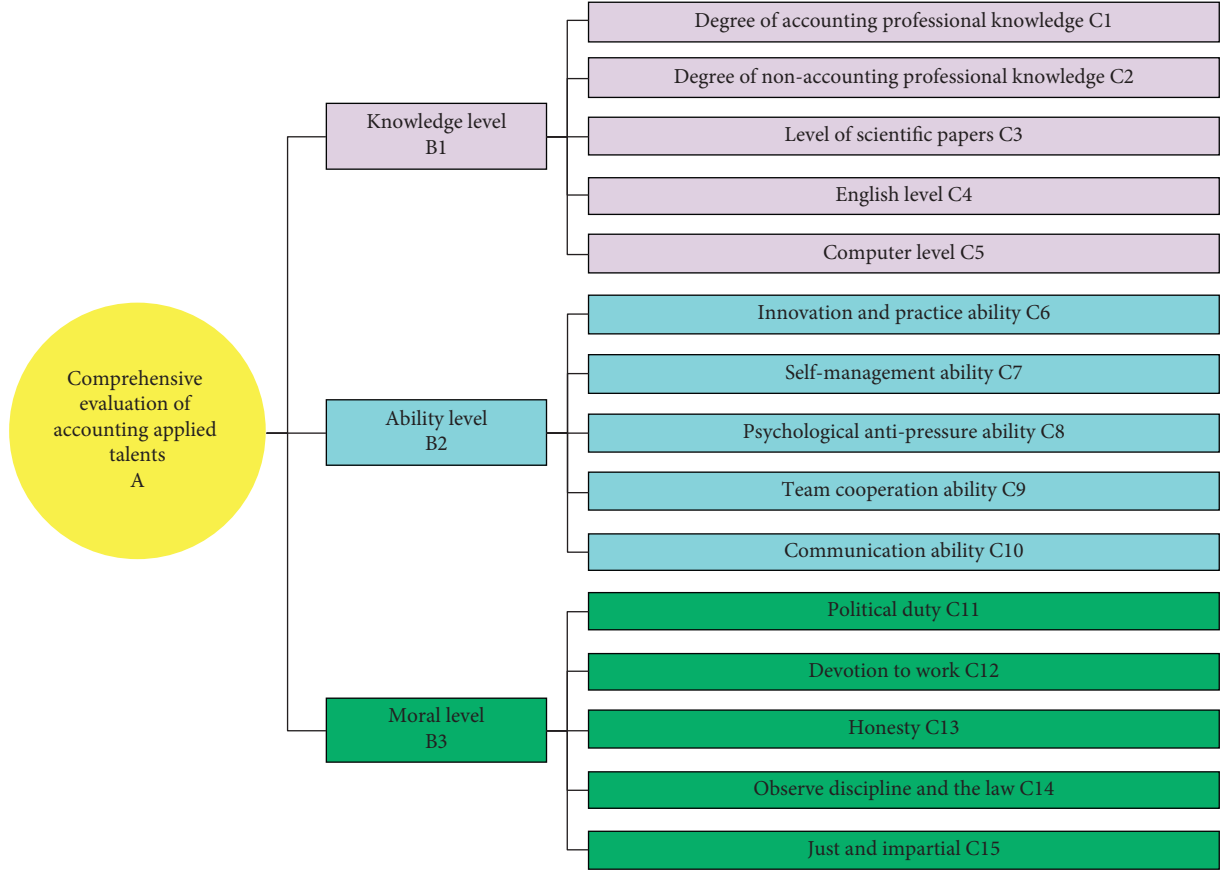 Comprehensive
evaluation of
accounting applied
talents
A
Knowledge level
B1
Degree of accounting professional knowledge C1
Degree of non-accounting professional knowledge C2
Level of scientific papers C3
English level C4
Computer level C5
Ability level
B2
Innovation and practice ability C6
Self-management ability C7
Psychological anti-pressure ability C8
Team cooperation ability C9
Communication ability C10
Moral level
B3
Political duty C11
Devotion to work C12
Honesty C13
Observe discipline and the law C14
Just and impartial C15